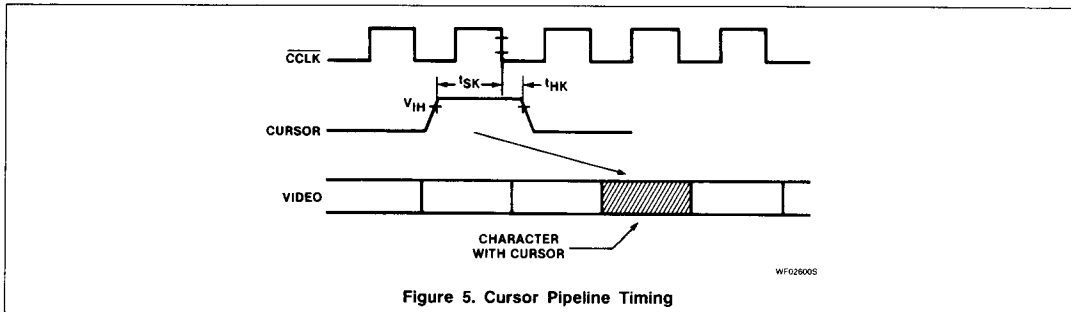 CCLK
tSK
tHK
VIH
CURSOR
VIDEO
CHARACTER
WITH CURSOR
WF02600S
Figure 5. Cursor Pipeline Timing